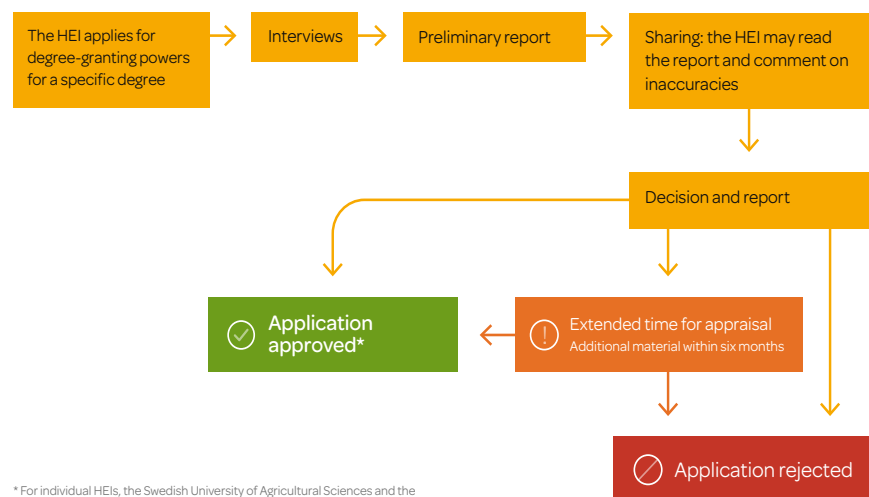 The HEI applies for
degree-granting powers
for a specific degree
Interviews
Preliminary report
Sharing: the HEI may read
the report and comment on
inaccuracies
Decision and report
Application
approved*
Extended time for appraisal
Additional material within six months
Application rejected
* For individual HEIs, the Swedish University of Agricultural Sciences and the